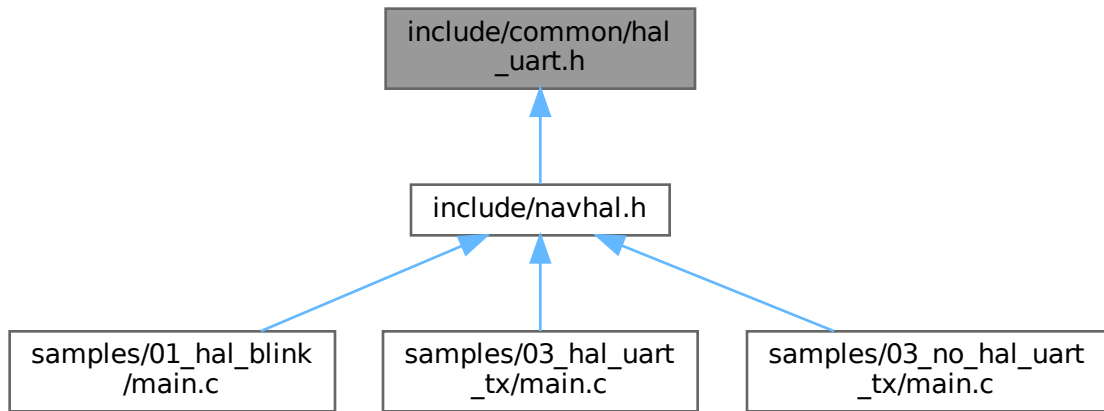 include/common/hal
_uart.h
include/navhal.h
samples/01_hal_blink
/main.c
samples/03_hal_uart
_tx/main.c
samples/03_no_hal_uart
_tx/main.c